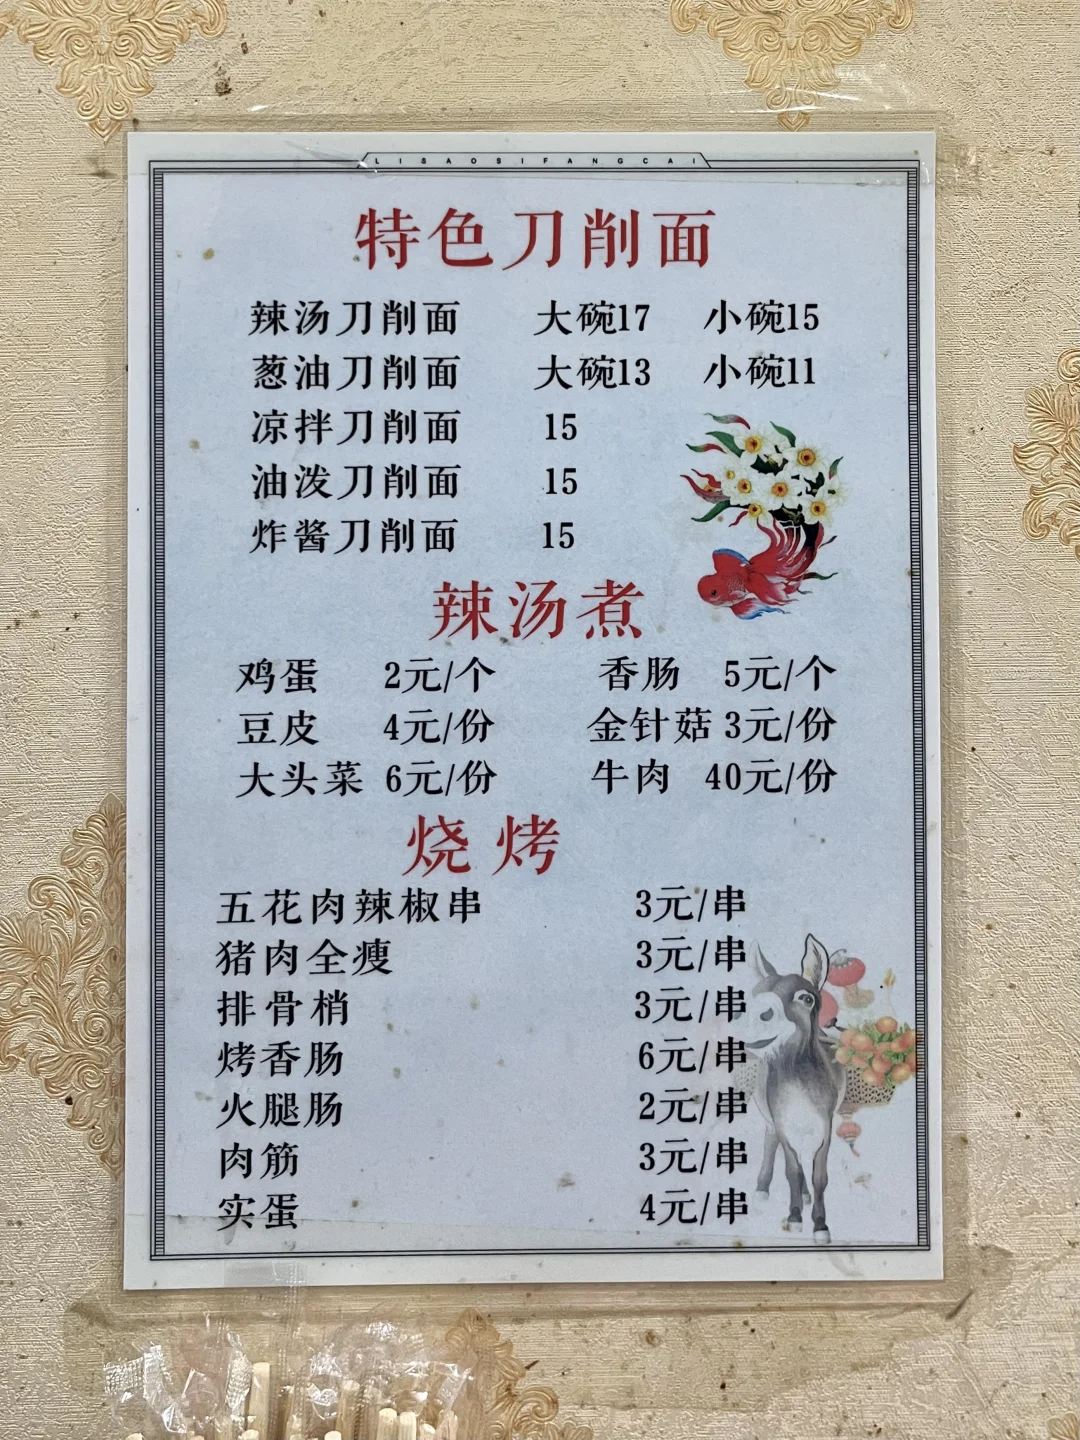 LISAOSIFANGCAI
特色刀削面
辣汤刀削面 大碗17 小碗15
葱油刀削面 大碗13 小碗11
凉拌刀削面 15
油泼刀削面 15
炸酱刀削面 15
辣汤煮
鸡蛋 2元/个 香肠 5元/个
豆皮 4元/份 金针菇 3元/份
大头菜 6元/份 牛肉 40元/份
烧烤
五花肉辣椒串 3元/串
猪肉全瘦 3元/串
排骨梢 3元/串
烤香肠 6元/串
火腿肠 2元/串
肉筋 3元/串
实蛋 4元/串